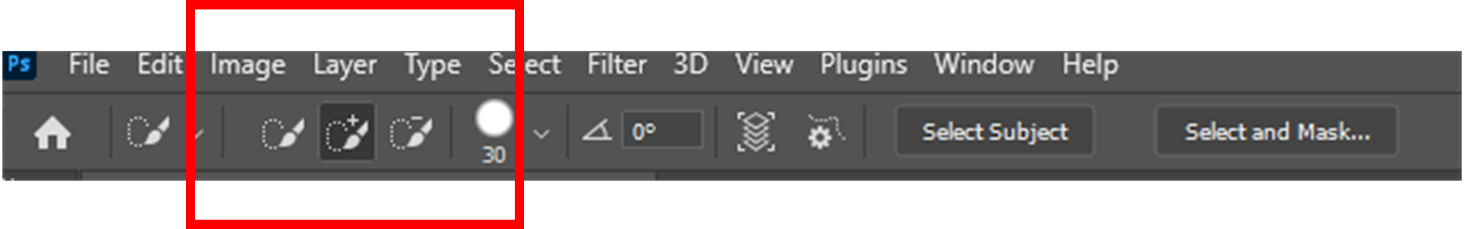 Ps File Edit Image Layer Type Select Filter 3D View Plugins Window Help
30 0° Select Subject Select and Mask...